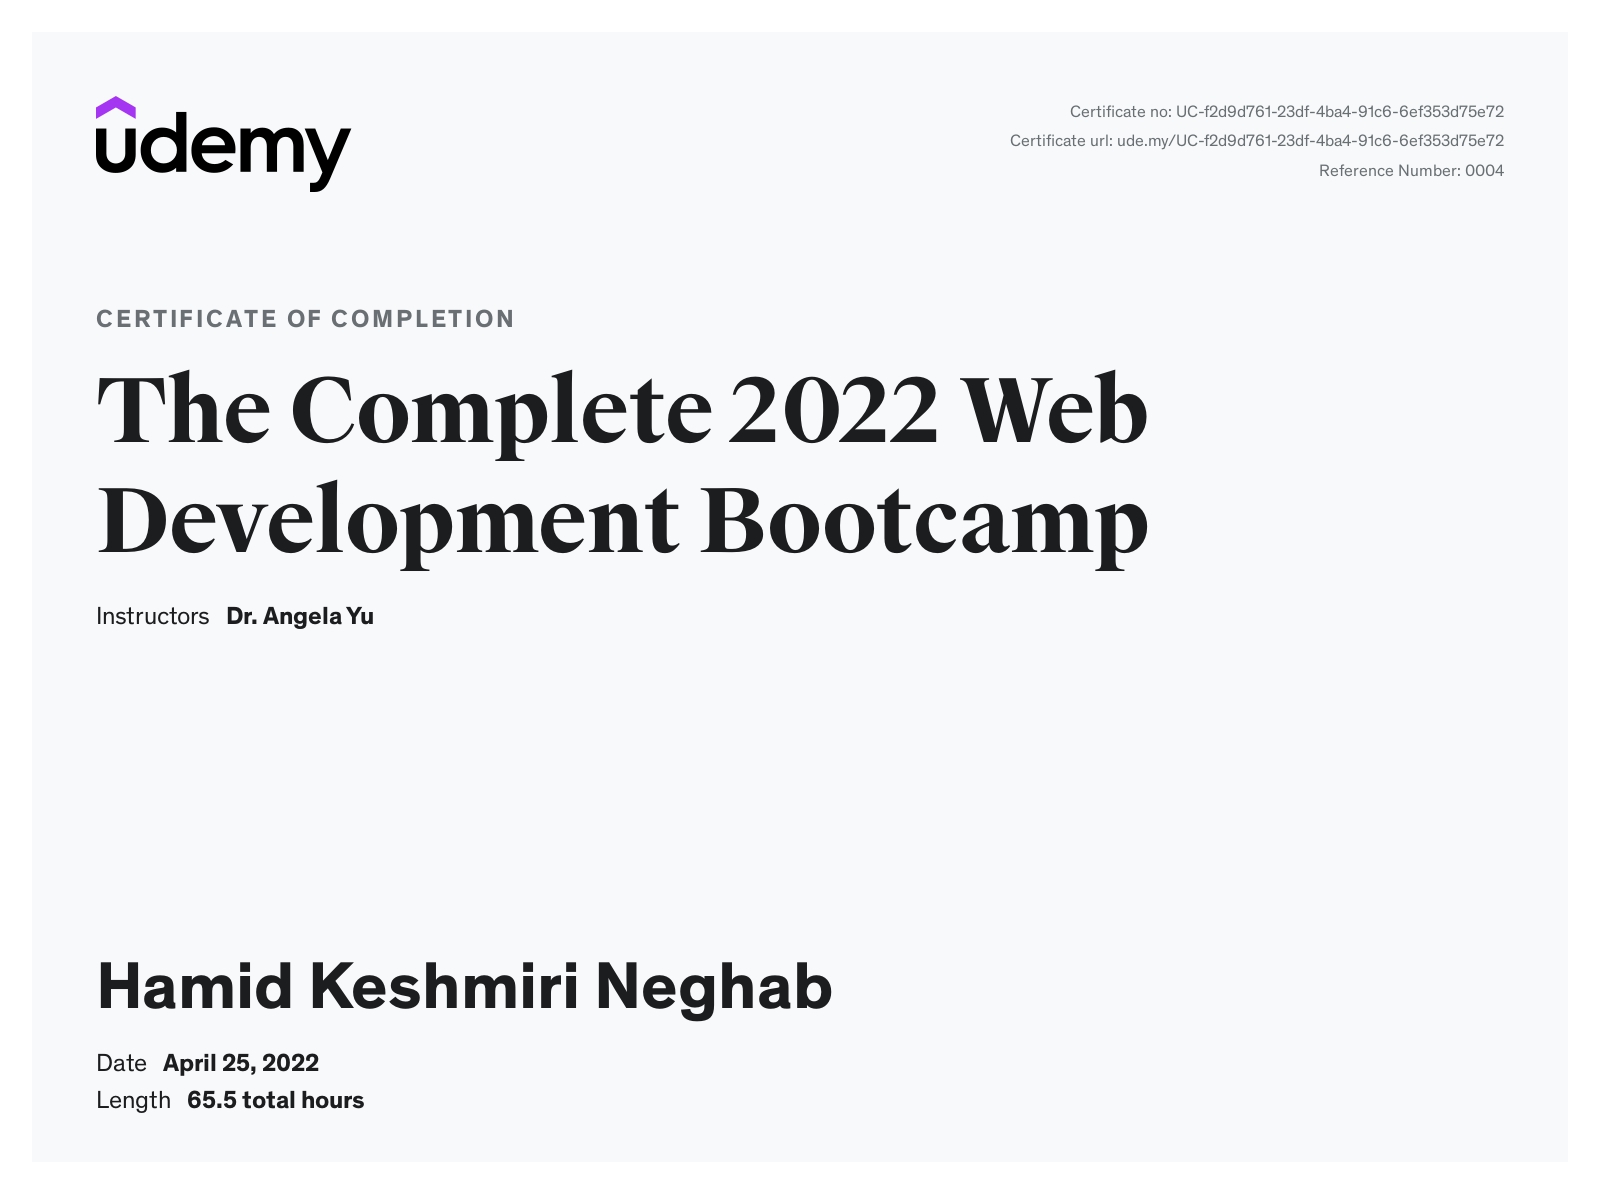 udemy
Certificate no: UC-f2d9d761-23df-4ba4-91c6-6ef353d75e72
Certificate url: ude.my/UC-f2d9d761-23df-4ba4-91c6-6ef353d75e72
Reference Number: 0004
CERTIFICATE OF COMPLETION
The Complete 2022 Web
Development Bootcamp
Instructors Dr. Angela Yu
Hamid Keshmiri Neghab
Date April 25, 2022
Length 65.5 total hours